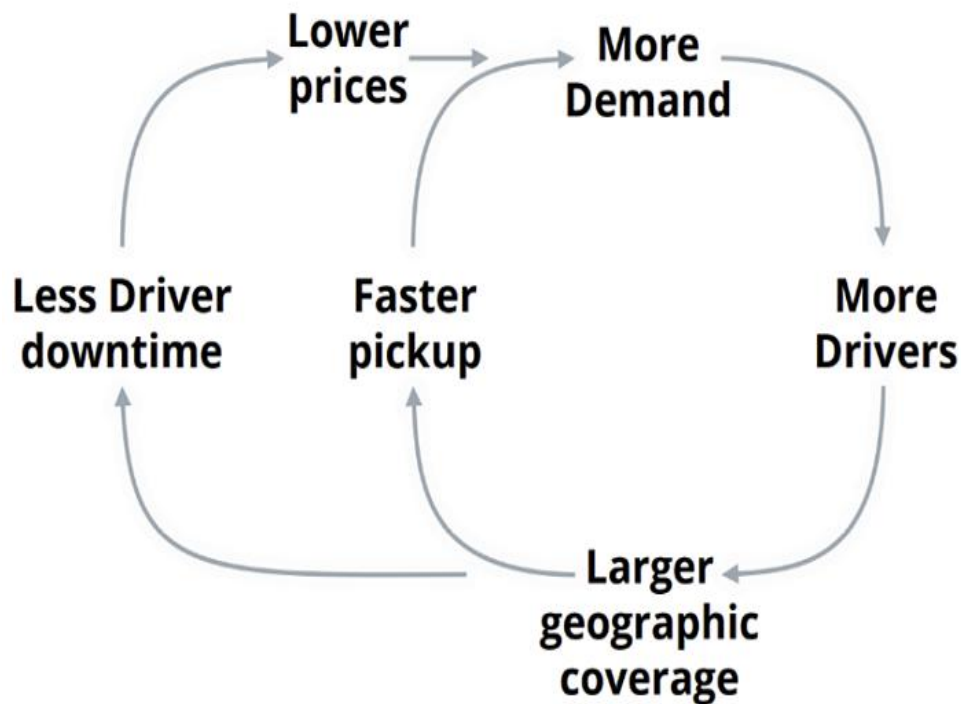 Lower
prices
More
Demand
Less Driver
downtime
Faster
pickup
More
Drivers
Larger
geographic
coverage